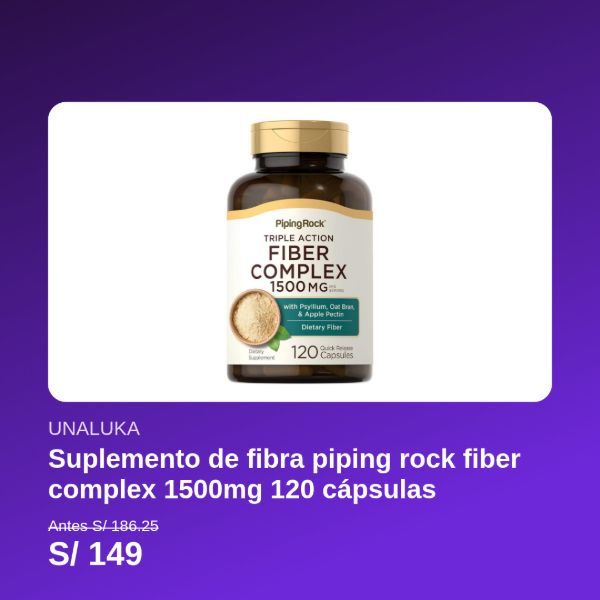 PipingRock
TRIPLE ACTION
FIBER
COMPLEX
1500 MG
with Psyllium, Oat Bran,
& Apple Pectin
Dietary Fiber
Dietary
Supplement
120 Quick Release
Capsules
UNALUKA
Suplemento de fibra piping rock fiber
complex 1500mg 120 cápsulas
Antes S/ 186.25
S/ 149